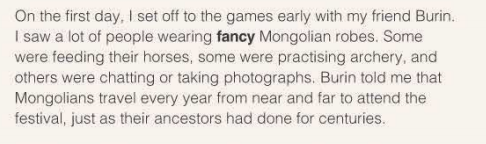 On the first day, I set off to the games early with my friend Burin.
I saw a lot of people wearing fancy Mongolian robes. Some
were feeding their horses, some were practising archery, and
others were chatting or taking photographs. Burin told me that
Mongolians travel every year from near and far to attend the
festival, just as their ancestors had done for centuries.